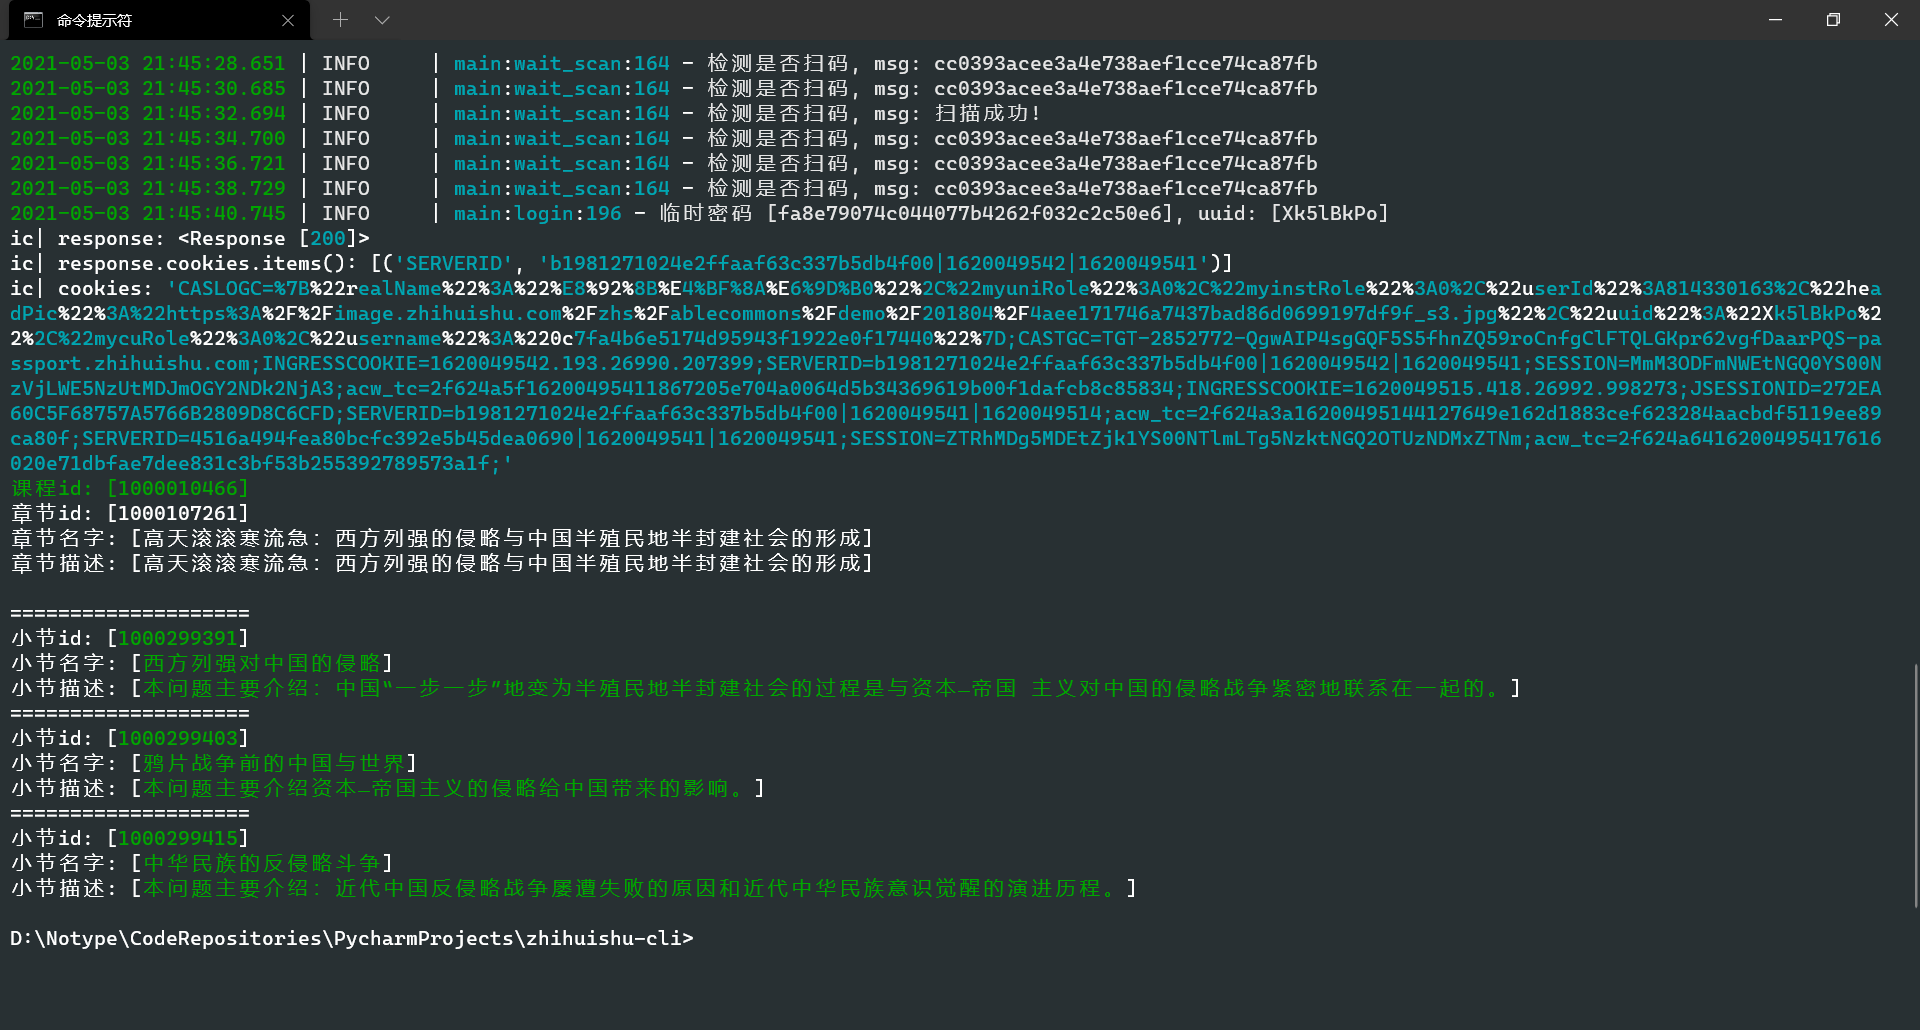 命令提示符
2021-05-03 21:45:28.651 | INFO     | main:wait_scan:164 - 检测是否扫码, msg: cc0393acee3a4e738aef1cce74ca87fb
2021-05-03 21:45:30.685 | INFO     | main:wait_scan:164 - 检测是否扫码, msg: cc0393acee3a4e738aef1cce74ca87fb
2021-05-03 21:45:32.694 | INFO     | main:wait_scan:164 - 检测是否扫码, msg: 扫描成功!
2021-05-03 21:45:34.700 | INFO     | main:wait_scan:164 - 检测是否扫码, msg: cc0393acee3a4e738aef1cce74ca87fb
2021-05-03 21:45:36.721 | INFO     | main:wait_scan:164 - 检测是否扫码, msg: cc0393acee3a4e738aef1cce74ca87fb
2021-05-03 21:45:38.729 | INFO     | main:wait_scan:164 - 检测是否扫码, msg: cc0393acee3a4e738aef1cce74ca87fb
2021-05-03 21:45:40.745 | INFO     | main:login:196 - 临时密码 [fa8e79074c044077b4262f032c2c50e6], uuid: [Xk5lBkPo]
ic| response: <Response [200]>
ic| response.cookies.items(): [('SERVERID', 'b1981271024e2ffaaf63c337b5db4f00|1620049542|1620049541')]
ic| cookies: 'CASLOGC=%7B%22realName%22%3A%22%E8%92%8B%E4%BF%8A%E6%9D%B0%22%2C%22myuniRole%22%3A0%2C%22myinstRole%22%3A0%2C%22userId%22%3A814330163%2C%22hea
dPic%22%3A%22https%3A%2F%2Fimage.zhihuishu.com%2Fzhs%2Fablecommons%2Fdemo%2F201804%2F4aee171746a7437bad86d0699197df9f_s3.jpg%22%2C%22uuid%22%3A%22Xk5lBkPo%2
2%2C%22mycuRole%22%3A0%2C%22username%22%3A%220c7fa4b6e5174d95943f1922e0f17440%22%7D;CASTGC=TGT-2852772-QgwAIP4sgGQF5S5fhnZQ59roCnfgClFTQLGKpr62vgfDaarPQS-pa
ssport.zhihuishu.com;INGRESSCOOKIE=1620049542.193.26990.207399;SERVERID=b1981271024e2ffaaf63c337b5db4f00|1620049542|1620049541;SESSION=MmM3ODFmNWEtNGQ0YS00N
zVjLWE5NzUtMDJmOGY2NDk2NjA3;acw_tc=2f624a5f16200495411867205e704a0064d5b34369619b00f1dafcb8c85834;INGRESSCOOKIE=1620049515.418.26992.998273;JSESSIONID=272EA
60C5F68757A5766B2809D8C6CFD;SERVERID=b1981271024e2ffaaf63c337b5db4f00|1620049541|1620049514;acw_tc=2f624a3a16200495144127649e162d1883cef623284aacbdf5119ee89
ca80f;SERVERID=4516a494fea80bcfc392e5b45dea0690|1620049541|1620049541;SESSION=ZTRhMDg5MDEtZjk1YS00NTlmLTg5NzktNGQ2OTUzNDMxZTNm;acw_tc=2f624a6416200495417616
020e71dbfae7dee831c3bf53b255392789573a1f;'
课程id: [1000010466]
章节id: [1000107261]
章节名字: [高天滚滚寒流急: 西方列强的侵略与中国半殖民地半封建社会的形成]
章节描述: [高天滚滚寒流急: 西方列强的侵略与中国半殖民地半封建社会的形成]
====================
小节id: [1000299391]
小节名字: [西方列强对中国的侵略]
小节描述: [本问题主要介绍: 中国“一步一步”地变为半殖民地半封建社会的过程是与资本—帝国 主义对中国的侵略战争紧密地联系在一起的。]
====================
小节id: [1000299403]
小节名字: [鸦片战争前的中国与世界]
小节描述: [本问题主要介绍资本—帝国主义的侵略给中国带来的影响。]
====================
小节id: [1000299415]
小节名字: [中华民族的反侵略斗争]
小节描述: [本问题主要介绍: 近代中国反侵略战争屡遭失败的原因和近代中华民族意识觉醒的演进历程。]
D:\Notype\CodeRepositories\PycharmProjects\zhihuishu-cli>